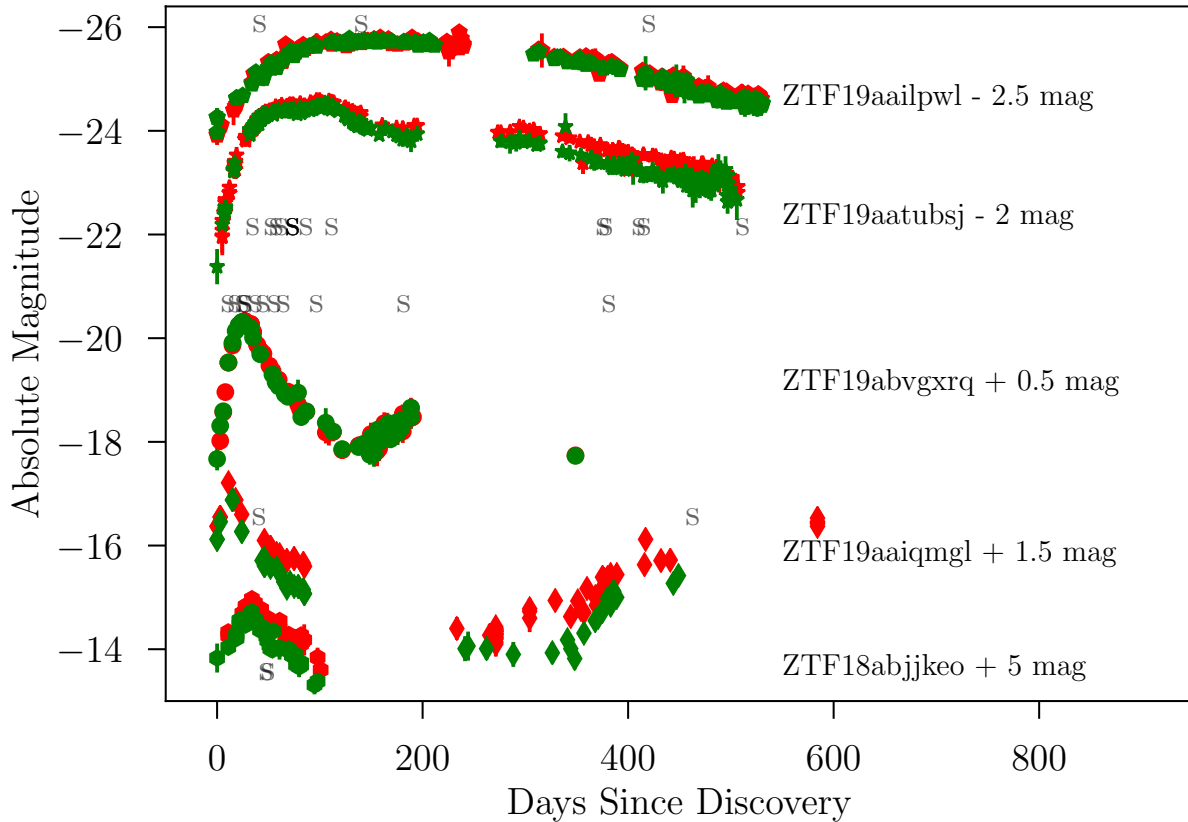 S S S
−26
ZTF19aailpwl - 2.5 mag
−24
ZTF19aatubsj - 2 mag
−22
S S S S S S S S S S S S
S S S S S S S S S S S
−20
ZTF19abvgxrq + 0.5 mag
−18
S S
−16
ZTF19aaiqmgl + 1.5 mag
−14
S
ZTF18abjjkeo + 5 mag
Absolute Magnitude
0 200 400 600 800
Days Since Discovery